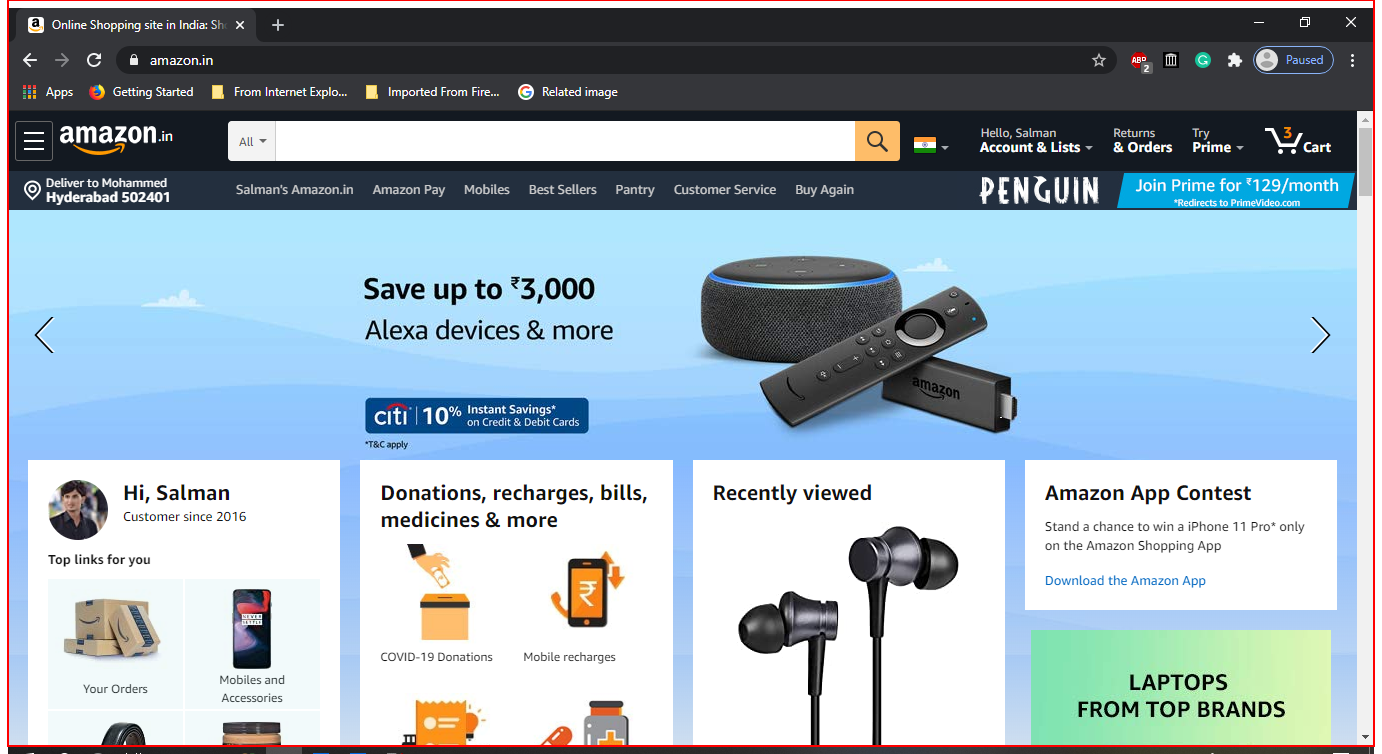 Online Shopping site in India: Sh
amazon.in
ABP
2
Paused
Apps
Getting Started
From Internet Explo...
Imported From Fire...
Related image
amazon.in
All
Hello, Salman
Account & Lists
Returns
& Orders
Try
Prime
3
Cart
Deliver to Mohammed
Hyderabad 502401
Salman's Amazon.in
Amazon Pay
Mobiles
Best Sellers
Pantry
Customer Service
Buy Again
PENGUIN
Join Prime for ₹129/month
*Redirects to PrimeVideo.com
Save up to ₹3,000
Alexa devices & more
citi 10% Instant Savings*
on Credit & Debit Cards
*T&C apply
amazon
Hi, Salman
Customer since 2016
Top links for you
NEVER
SETTLE
Your Orders
Mobiles and
Accessories
Donations, recharges, bills,
medicines & more
₹
COVID-19 Donations
Mobile recharges
Recently viewed
Amazon App Contest
Stand a chance to win a iPhone 11 Pro* only
on the Amazon Shopping App
Download the Amazon App
LAPTOPS
FROM TOP BRANDS